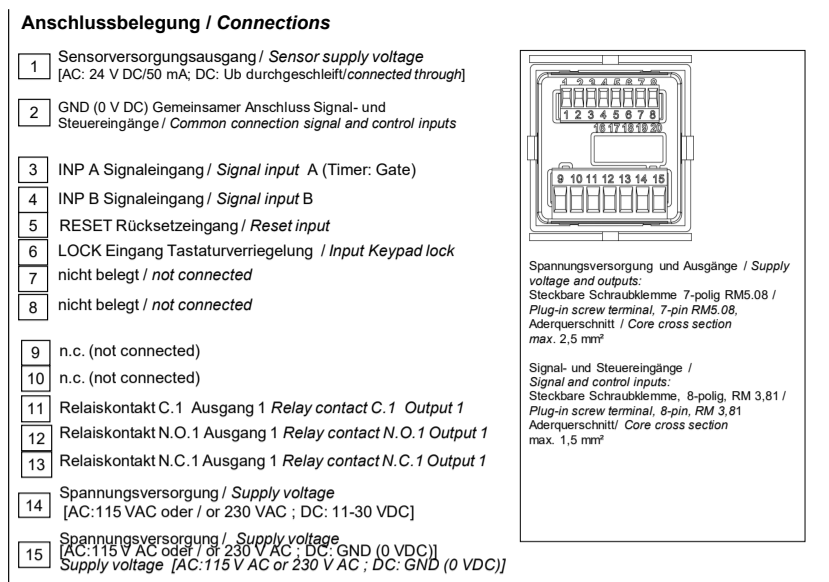 Anschlussbelegung / Connections
1 Sensorversorgungsausgang / Sensor supply voltage
[AC: 24 V DC/50 mA; DC: Ub durchgeschleift/connected through]
2 GND (0 V DC) Gemeinsamer Anschluss Signal- und
Steuereingänge / Common connection signal and control inputs
3 INP A Signaleingang / Signal input A (Timer: Gate)
4 INP B Signaleingang / Signal input B
5 RESET Rücksetzeingang / Reset input
6 LOCK Eingang Tastaturverriegelung / Input Keypad lock
7 nicht belegt / not connected
8 nicht belegt / not connected
9 n.c. (not connected)
10 n.c. (not connected)
11 Relaiskontakt C.1 Ausgang 1 Relay contact C.1 Output 1
12 Relaiskontakt N.O.1 Ausgang 1 Relay contact N.O.1 Output 1
13 Relaiskontakt N.C.1 Ausgang 1 Relay contact N.C.1 Output 1
14 Spannungsversorgung / Supply voltage
[AC:115 VAC oder / or 230 VAC ; DC: 11-30 VDC]
15 Spannungsversorgung / Supply voltage
[AC:115 V AC oder / or 230 V AC ; DC: GND (0 VDC)]
Supply voltage [AC:115 V AC or 230 V AC ; DC: GND (0 VDC)]
1 2 3 4 5 6 7 8
1 2 3 4 5 6 7 8
16 17 18 19 20
9 10 11 12 13 14 15
Spannungsversorgung und Ausgänge / Supply
voltage and outputs:
Steckbare Schraubklemme 7-polig RM5.08 /
Plug-in screw terminal, 7-pin RM5.08,
Aderquerschnitt / Core cross section
max. 2,5 mm²
Signal- und Steuereingänge /
Signal and control inputs:
Steckbare Schraubklemme, 8-polig, RM 3,81 /
Plug-in screw terminal, 8-pin, RM 3,81
Aderquerschnitt/ Core cross section
max. 1,5 mm²